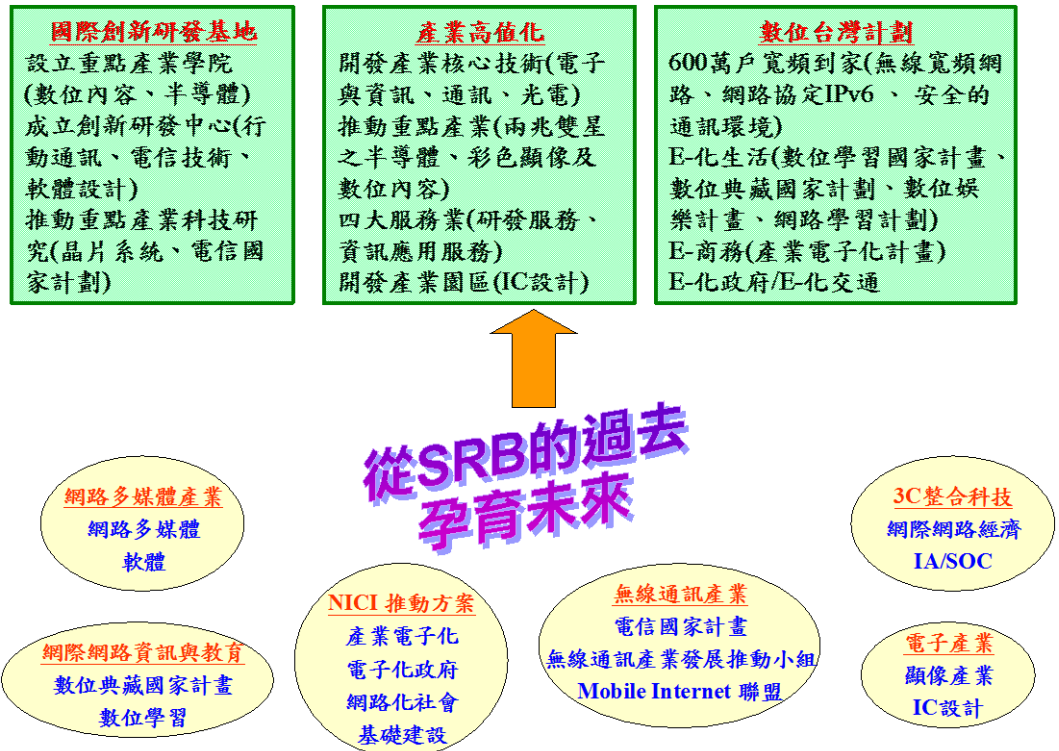 國際創新研發基地
設立重點產業學院
(數位內容、半導體)
成立創新研發中心(行
動通訊、電信技術、
軟體設計)
推動重點產業科技研
究(晶片系統、電信國
家計劃)
產業高值化
開發產業核心技術(電子
與資訊、通訊、光電)
推動重點產業(兩兆雙星
之半導體、彩色顯像及
數位內容)
四大服務業(研發服務、
資訊應用服務)
開發產業園區(IC設計)
數位台灣計劃
600萬戶寬頻到家(無線寬頻網
路、網路協定IPv6 、 安全的
通訊環境)
E-化生活(數位學習國家計畫、
數位典藏國家計劃、數位娛
樂計畫、網路學習計劃)
E-商務(產業電子化計畫)
E-化政府/E-化交通
從SRB的過去
孕育未來
網路多媒體產業
網路多媒體
軟體
3C整合科技
網際網路經濟
IA/SOC
網際網路資訊與教育
數位典藏國家計畫
數位學習
NICI 推動方案
產業電子化
電子化政府
網路化社會
基礎建設
無線通訊產業
電信國家計畫
無線通訊產業發展推動小組
Mobile Internet 聯盟
電子產業
顯像產業
IC設計